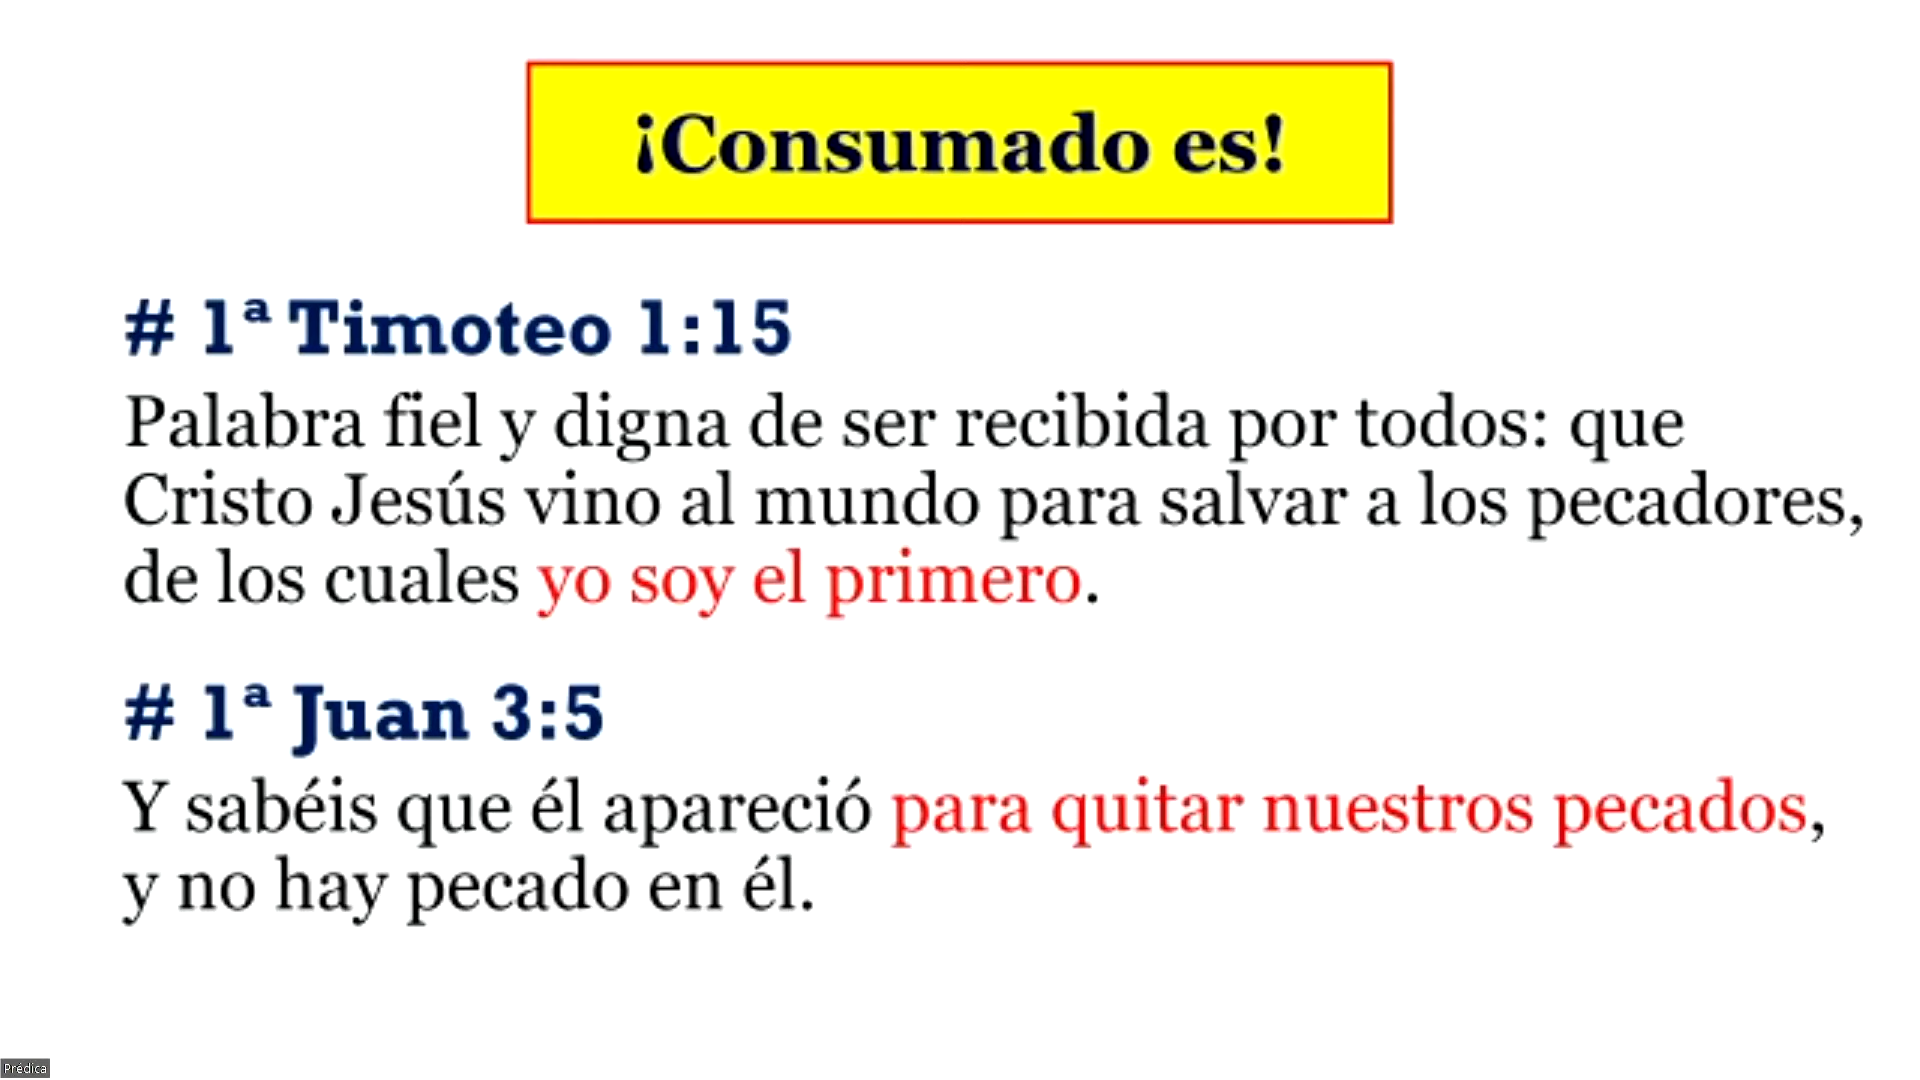 ¡Consumado es!
# 1ª Timoteo 1:15
Palabra fiel y digna de ser recibida por todos: que
Cristo Jesús vino al mundo para salvar a los pecadores,
de los cuales yo soy el primero.
# 1ª Juan 3:5
Y sabéis que él apareció para quitar nuestros pecados,
y no hay pecado en él.
Prédica